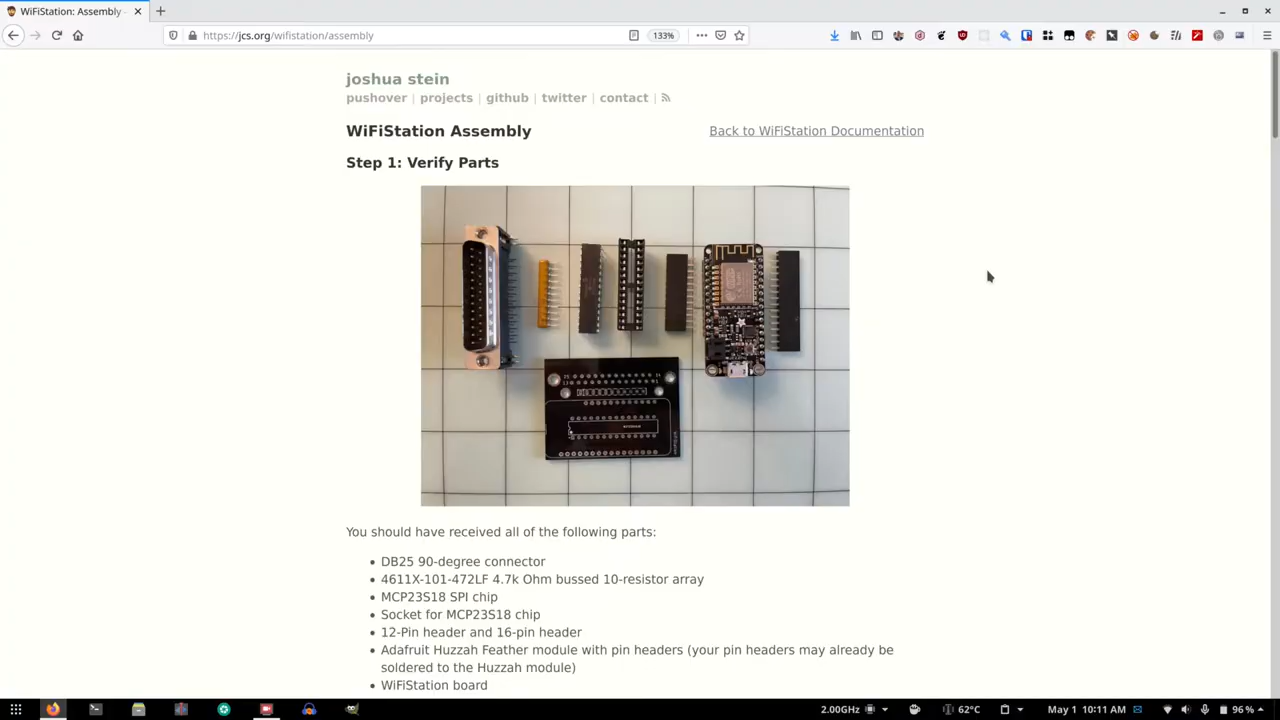 WiFiStation: Assembly
https://jcs.org/wifistation/assembly
133%
joshua stein
pushover | projects | github | twitter | contact |
WiFiStation Assembly
Back to WiFiStation Documentation
Step 1: Verify Parts
You should have received all of the following parts:
• DB25 90-degree connector
• 4611X-101-472LF 4.7k Ohm bussed 10-resistor array
• MCP23S18 SPI chip
• Socket for MCP23S18 chip
• 12-Pin header and 16-pin header
• Adafruit Huzzah Feather module with pin headers (your pin headers may already be
soldered to the Huzzah module)
• WiFiStation board
2.00GHz
62°C
May 1 10:11 AM
96%